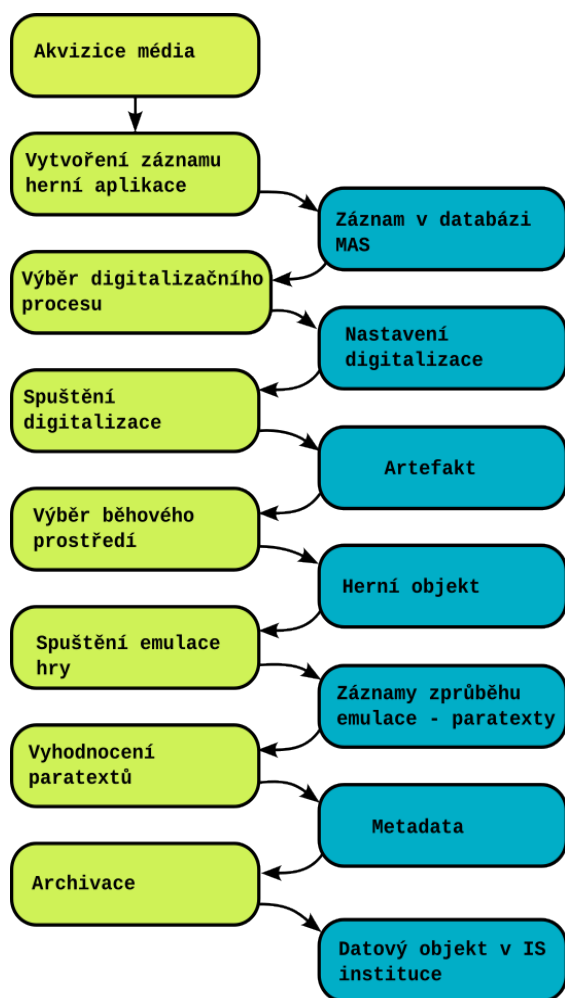 Akvizice média
Vytvoření záznamu
herní aplikace
Záznam v databázi
MAS
Výběr digitalizačního
procesu
Nastavení
digitalizace
Spuštění
digitalizace
Artefakt
Výběr běhového
prostředí
Herní objekt
Spuštění emulace
hry
Záznamy zprůběhu
emulace - paratexty
Vyhodnocení
paratextů
Metadata
Archivace
Datový objekt v IS
instituce